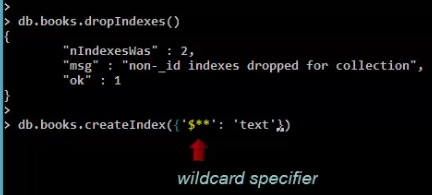 >
> db.books.dropIndexes()
{
"nIndexesWas" : 2,
"msg" : "non-_id indexes dropped for collection",
"ok" : 1
}
>
> db.books.createIndex({'$**': 'text'})
wildcard specifier